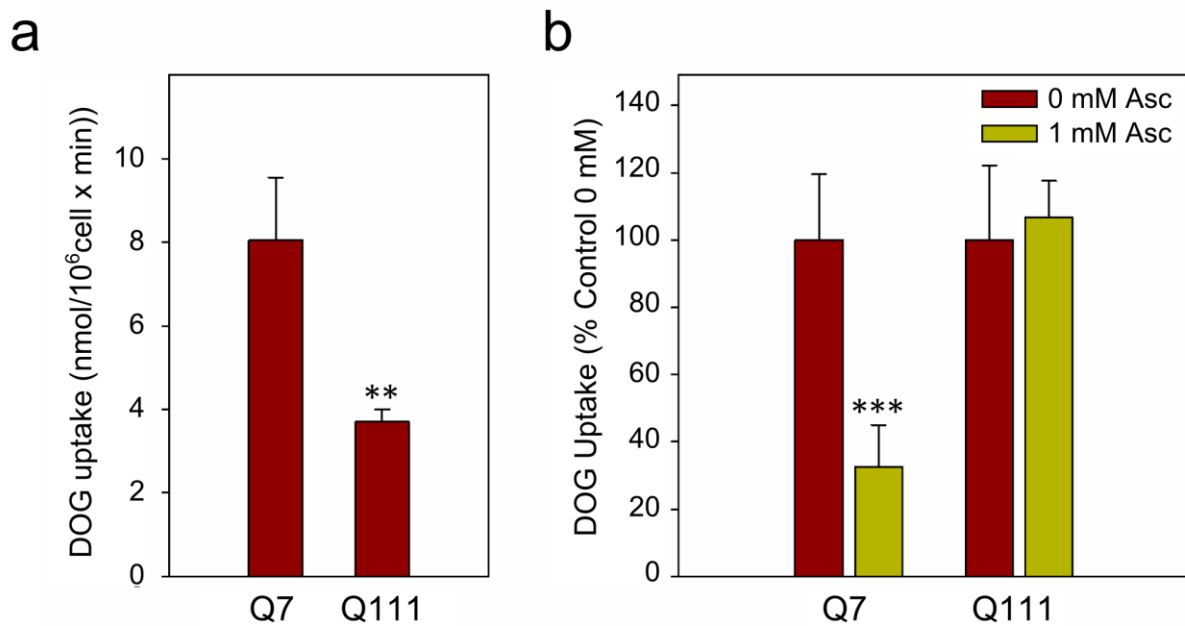 a
DOG uptake (nmol/10⁶cell x min))
10
8
6
4
2
0
**
Q7
Q111
b
DOG Uptake (% Control 0 mM)
140
120
100
80
60
40
20
0
0 mM Asc
1 mM Asc
***
Q7
Q111